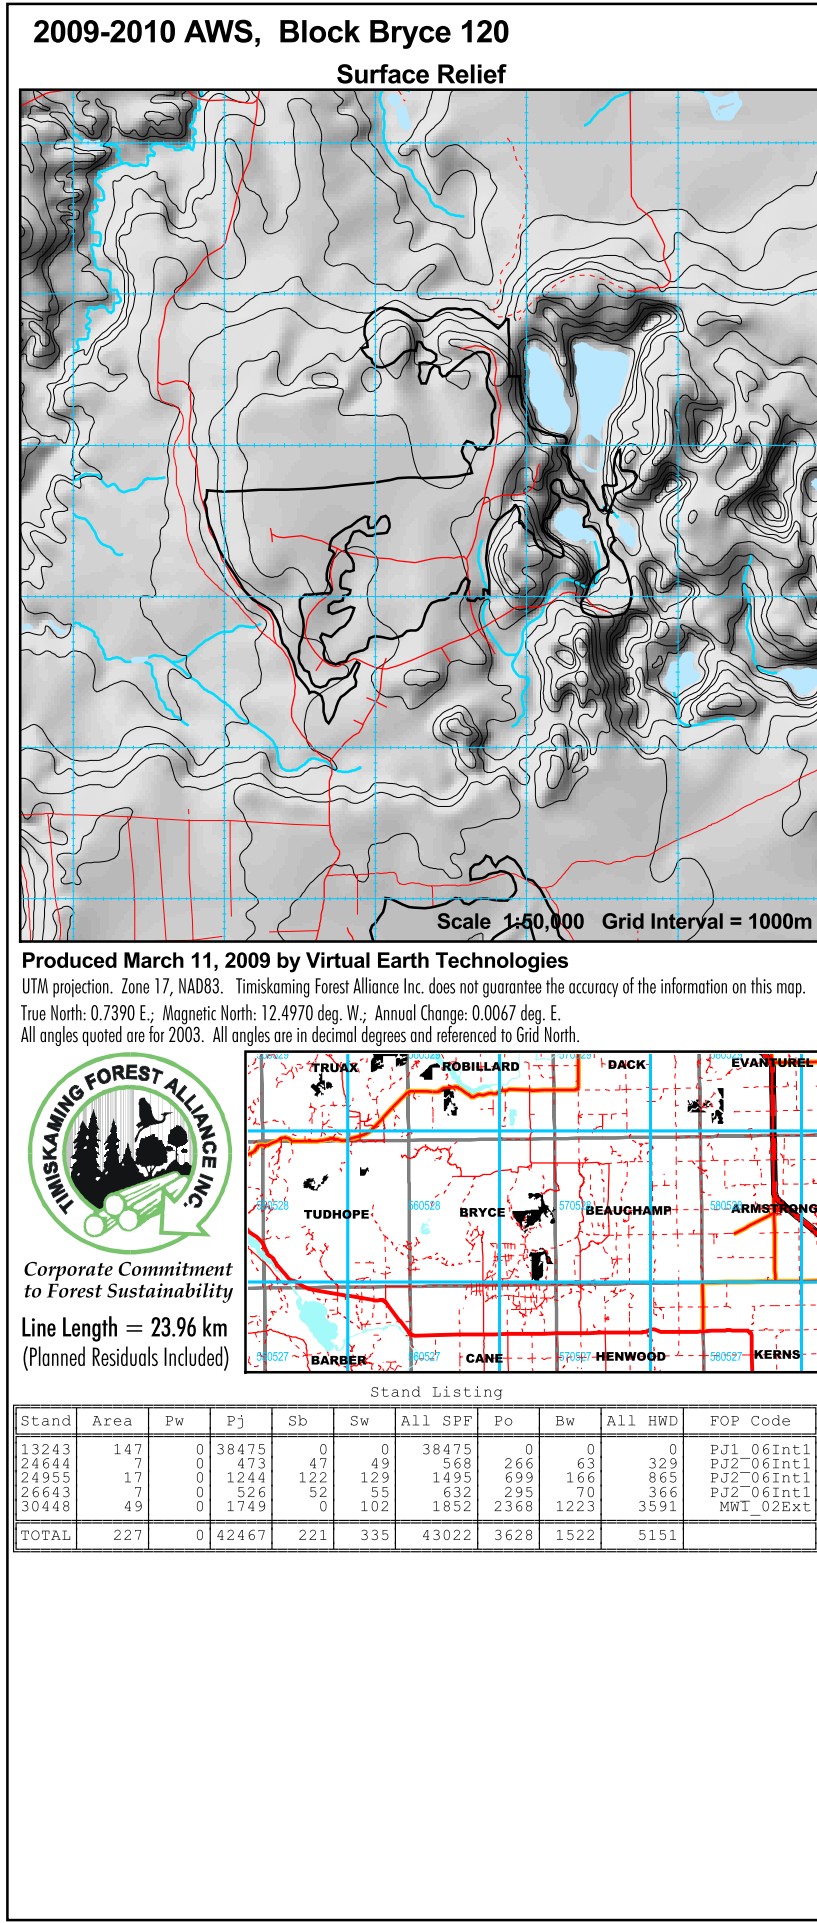 2009-2010 AWS, Block Bryce 120
Surface Relief
Scale 1:50,000 Grid Interval = 1000m
Produced March 11, 2009 by Virtual Earth Technologies
UTM projection. Zone 17, NAD83. Timiskaming Forest Alliance Inc. does not guarantee the accuracy of the information on this map.
True North: 0.7390 E.; Magnetic North: 12.4970 deg. W.; Annual Change: 0.0067 deg. E.
All angles quoted are for 2003. All angles are in decimal degrees and referenced to Grid North.
TIMISKAMING FOREST ALLIANCE INC.
Corporate Commitment
to Forest Sustainability
Line Length = 23.96 km
(Planned Residuals Included)
TRUAX ROBILLARD DACK EVANTUREL
560528 570528 580528
TUDHOPE BRYCE BEAUCHAMP ARMSTRONG
560527 570527 580527
BARBER CANE HENWOOD KERNS
Stand Listing
Stand Area Pw Pj Sb Sw All SPF Po Bw All HWD FOP Code
13243 147 0 38475 0 0 38475 0 0 0 PJ1_06Int1
24644 7 0 473 47 49 568 266 63 329 PJ2_06Int1
24955 17 0 1244 122 129 1495 699 166 865 PJ2_06Int1
26643 7 0 526 52 55 632 295 70 366 PJ2_06Int1
30448 49 0 1749 0 102 1852 2368 1223 3591 MW1_02Ext
TOTAL 227 0 42467 221 335 43022 3628 1522 5151